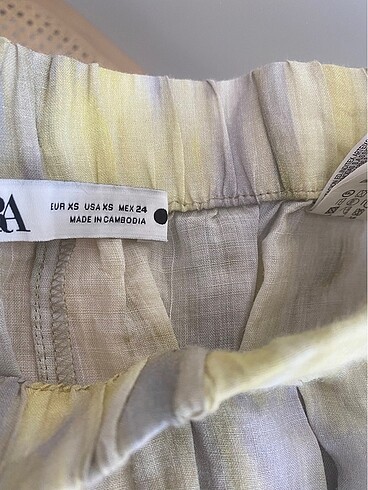 RA
EUR XS USA XS MEX 24
MADE IN CAMBODIA